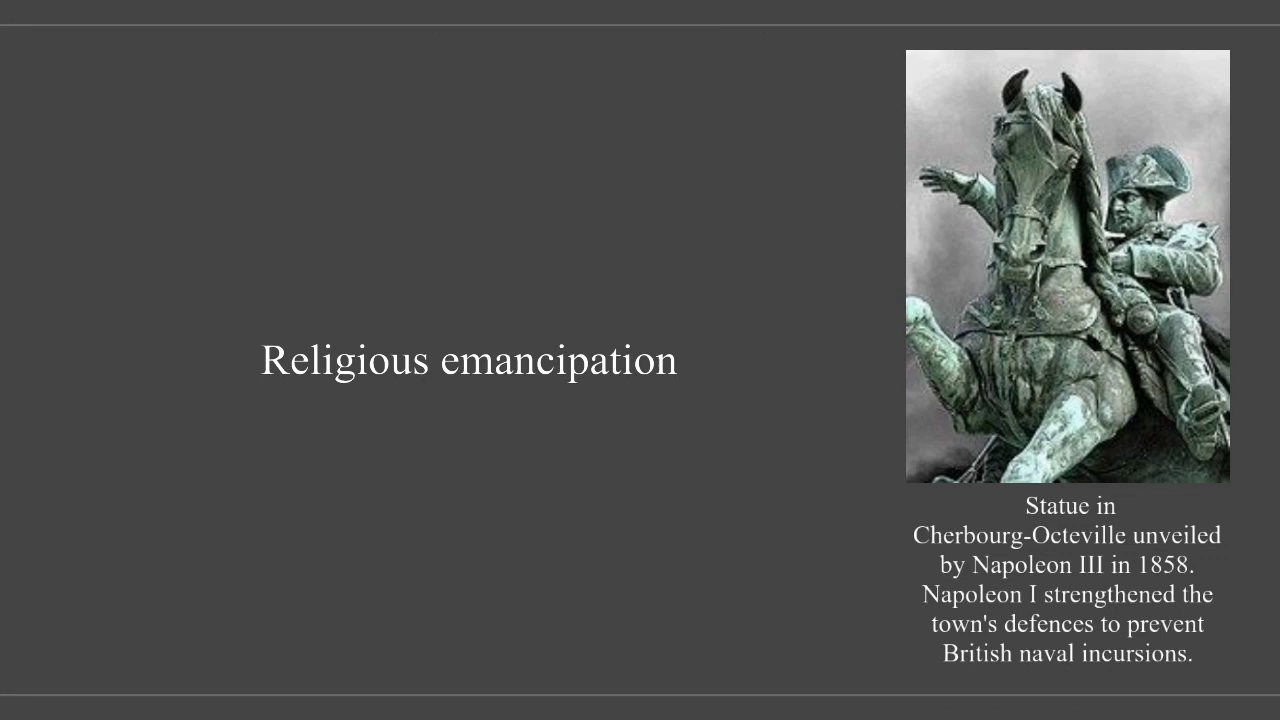 Religious emancipation
Statue in
Cherbourg-Octeville unveiled
by Napoleon III in 1858.
Napoleon I strengthened the
town's defences to prevent
British naval incursions.